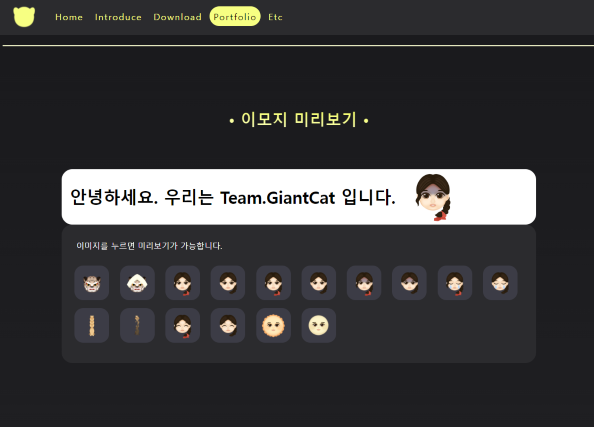 Home Introduce Download Portfolio Etc
• 이모지 미리보기 •
안녕하세요. 우리는 Team.GiantCat 입니다.
이미지를 누르면 미리보기가 가능합니다.